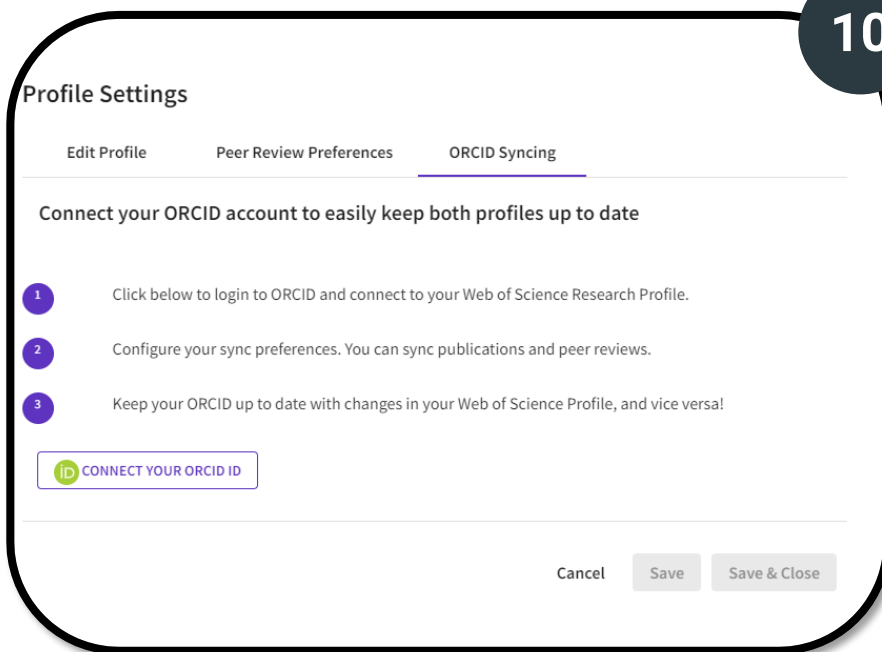 10
Profile Settings
Edit Profile Peer Review Preferences ORCID Syncing
Connect your ORCID account to easily keep both profiles up to date
1 Click below to login to ORCID and connect to your Web of Science Research Profile.
2 Configure your sync preferences. You can sync publications and peer reviews.
3 Keep your ORCID up to date with changes in your Web of Science Profile, and vice versa!
iD CONNECT YOUR ORCID ID
Cancel Save Save & Close